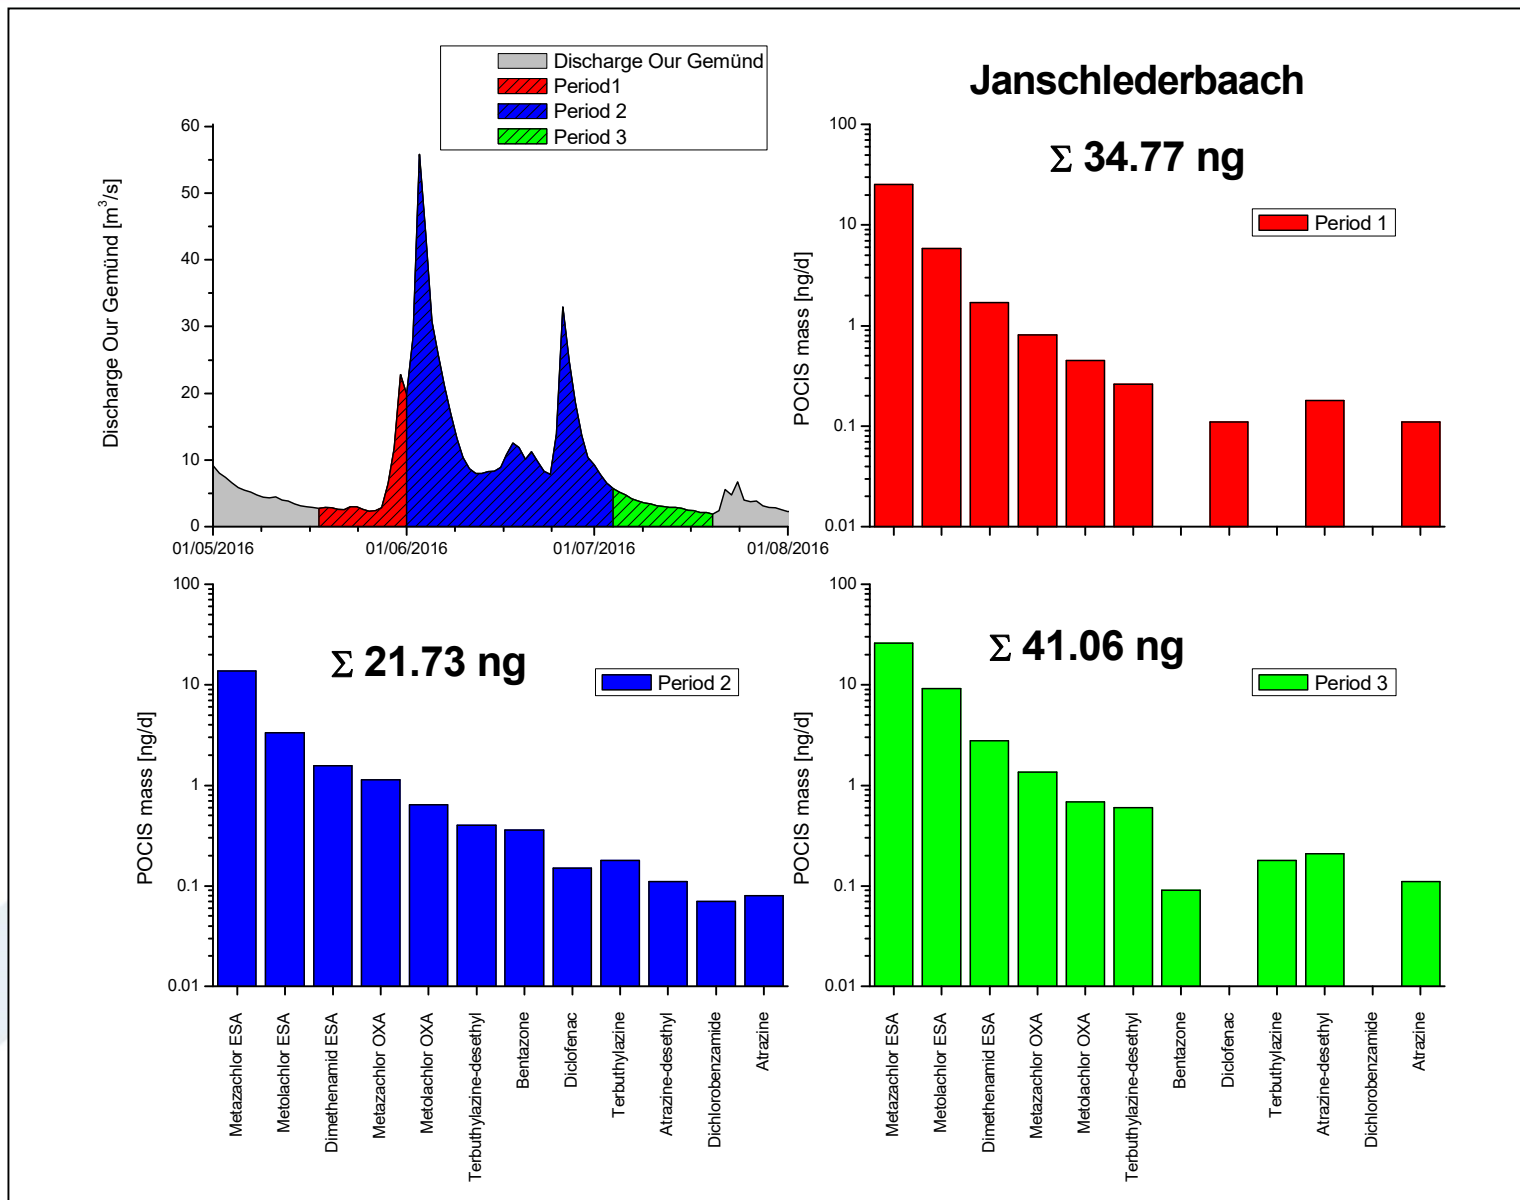 Discharge Our Gemünd
Period1
Period 2
Period 3
Janschlederbaach
Discharge Our Gemünd [m³/s]
60
50
40
30
20
10
0
01/05/2016 01/06/2016 01/07/2016 01/08/2016
Σ 34.77 ng
Period 1
POCIS mass [ng/d]
100
10
1
0.1
0.01
Σ 21.73 ng
Period 2
POCIS mass [ng/d]
100
10
1
0.1
0.01
Metazachlor ESA
Metolachlor ESA
Dimethenamid ESA
Metazachlor OXA
Metolachlor OXA
Terbuthylazine-desethyl
Bentazone
Diclofenac
Terbuthylazine
Atrazine-desethyl
Dichlorobenzamide
Atrazine
Σ 41.06 ng
Period 3
POCIS mass [ng/d]
100
10
1
0.1
0.01
Metazachlor ESA
Metolachlor ESA
Dimethenamid ESA
Metazachlor OXA
Metolachlor OXA
Terbuthylazine-desethyl
Bentazone
Diclofenac
Terbuthylazine
Atrazine-desethyl
Dichlorobenzamide
Atrazine